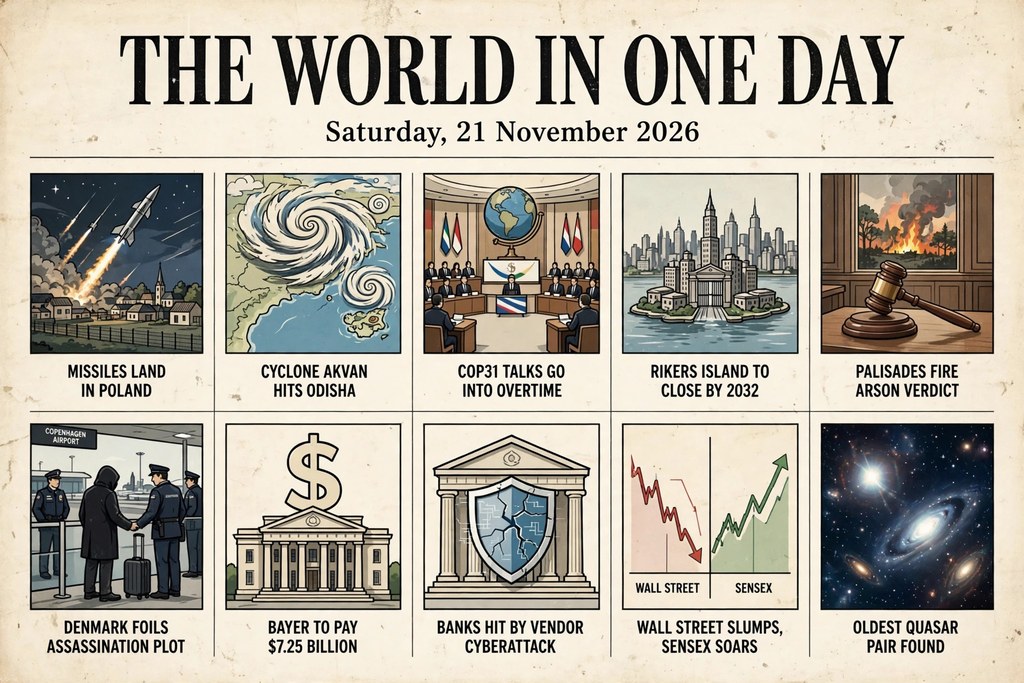 THE WORLD IN ONE DAY
Saturday, 21 November 2026
MISSILES LAND
IN POLAND
CYCLONE AKVAN
HITS ODISHA
COP31 TALKS GO
INTO OVERTIME
RIKERS ISLAND TO
CLOSE BY 2032
PALISADES FIRE
ARSON VERDICT
COPENHAGEN
AIRPORT
DENMARK FOILS
ASSASSINATION PLOT
$
BAYER TO PAY
$7.25 BILLION
BANKS HIT BY VENDOR
CYBERATTACK
WALL STREET
SENSEX
WALL STREET SLUMPS,
SENSEX SOARS
OLDEST QUASAR
PAIR FOUND